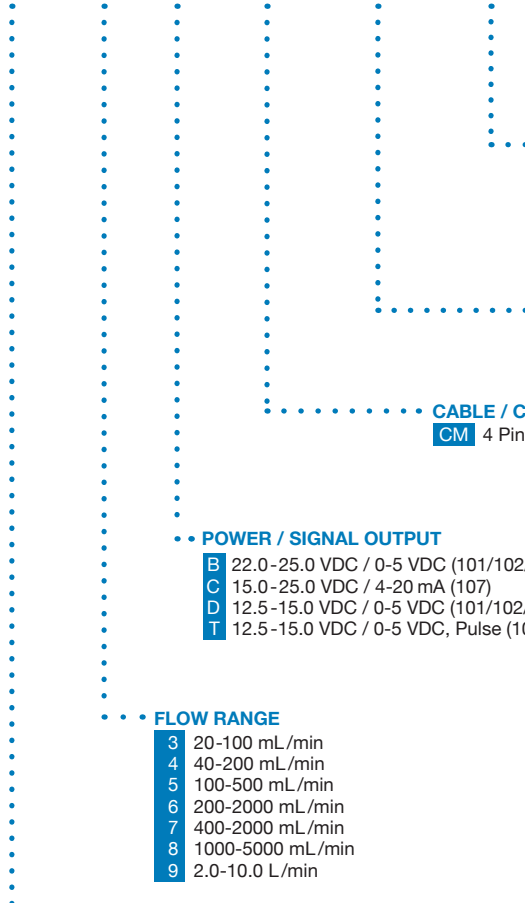 CABLE / C
CM 4 Pin
POWER / SIGNAL OUTPUT
B 22.0-25.0 VDC / 0-5 VDC (101/102/
C 15.0-25.0 VDC / 4-20 mA (107)
D 12.5-15.0 VDC / 0-5 VDC (101/102/
T 12.5-15.0 VDC / 0-5 VDC, Pulse (10
FLOW RANGE
3 20-100 mL/min
4 40-200 mL/min
5 100-500 mL/min
6 200-2000 mL/min
7 400-2000 mL/min
8 1000-5000 mL/min
9 2.0-10.0 L/min